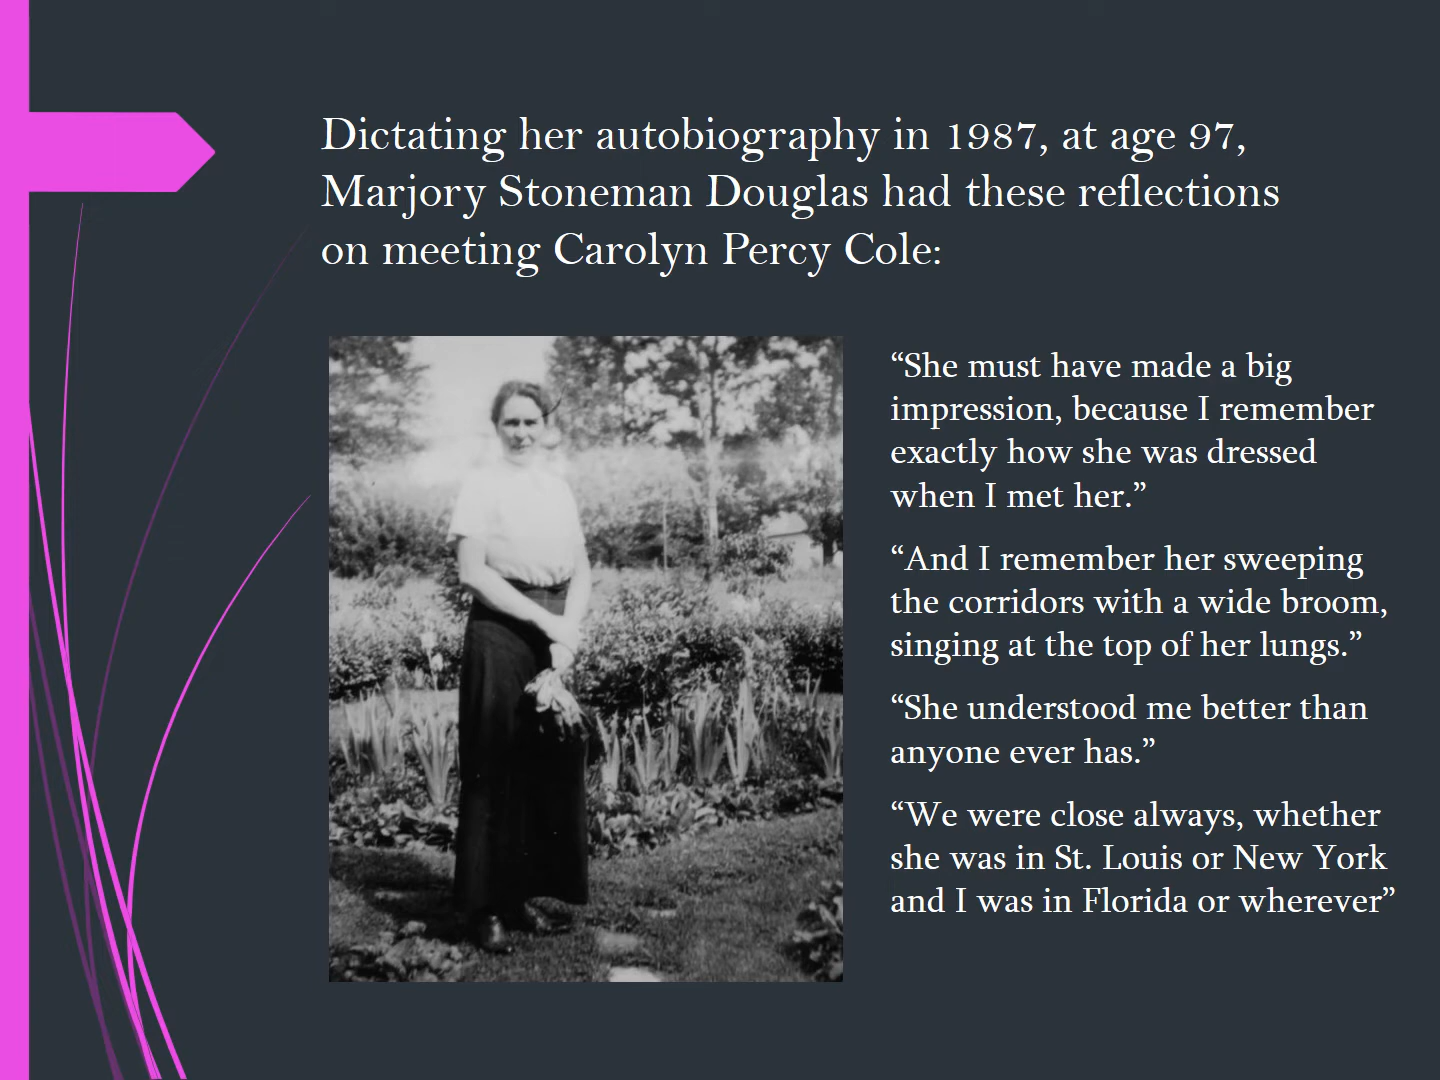 Dictating her autobiography in 1987, at age 97,
Marjory Stoneman Douglas had these reflections
on meeting Carolyn Percy Cole:
“She must have made a big
impression, because I remember
exactly how she was dressed
when I met her.”
“And I remember her sweeping
the corridors with a wide broom,
singing at the top of her lungs.”
“She understood me better than
anyone ever has.”
“We were close always, whether
she was in St. Louis or New York
and I was in Florida or wherever”